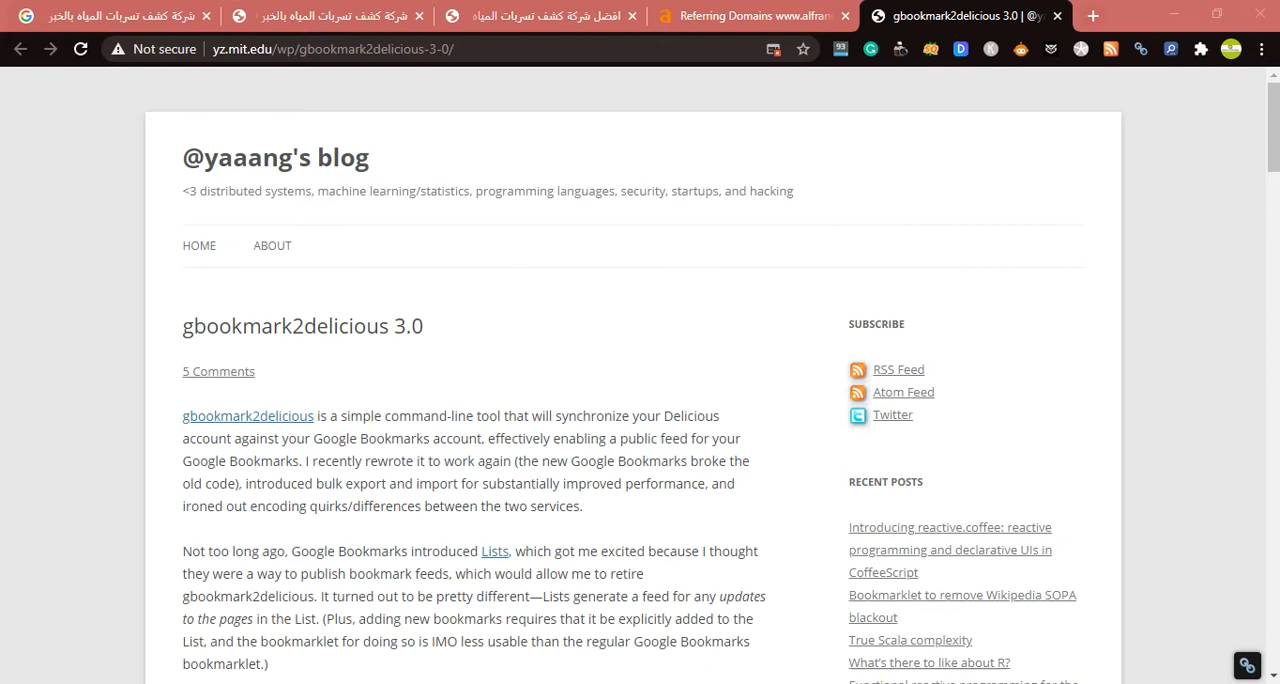 شركة كشف تسربات المياه بالخبر
شركة كشف تسربات المياه بالخبر
افضل شركة كشف تسربات المياه
Referring Domains www.alfran
gbookmark2delicious 3.0 | @ya
Not secure yz.mit.edu/wp/gbookmark2delicious-3-0/
93
@yaaang's blog
<3 distributed systems, machine learning/statistics, programming languages, security, startups, and hacking
HOME ABOUT
gbookmark2delicious 3.0
5 Comments
gbookmark2delicious is a simple command-line tool that will synchronize your Delicious
account against your Google Bookmarks account, effectively enabling a public feed for your
Google Bookmarks. I recently rewrote it to work again (the new Google Bookmarks broke the
old code), introduced bulk export and import for substantially improved performance, and
ironed out encoding quirks/differences between the two services.
Not too long ago, Google Bookmarks introduced Lists, which got me excited because I thought
they were a way to publish bookmark feeds, which would allow me to retire
gbookmark2delicious. It turned out to be pretty different—Lists generate a feed for any updates
to the pages in the List. (Plus, adding new bookmarks requires that it be explicitly added to the
List, and the bookmarklet for doing so is IMO less usable than the regular Google Bookmarks
bookmarklet.)
SUBSCRIBE
RSS Feed
Atom Feed
Twitter
RECENT POSTS
Introducing reactive.coffee: reactive
programming and declarative UIs in
CoffeeScript
Bookmarklet to remove Wikipedia SOPA
blackout
True Scala complexity
What's there to like about R?
Functional reactive programming for the